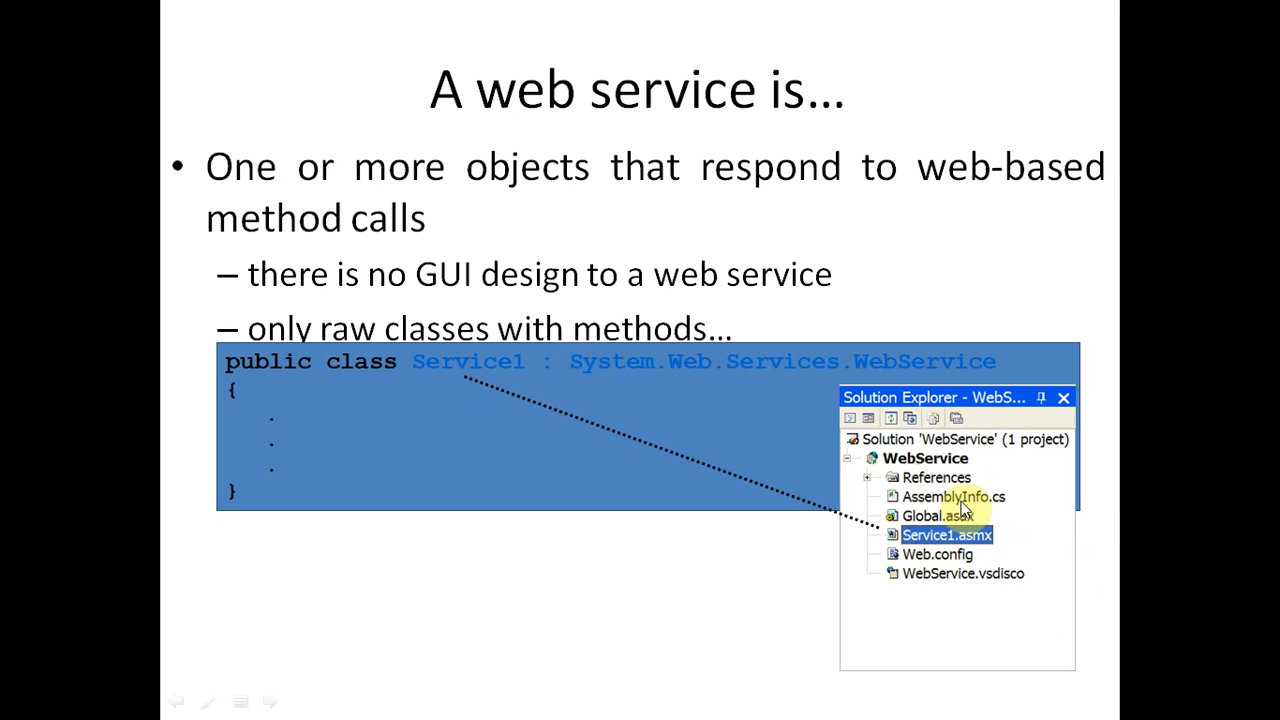 A web service is...
• One or more objects that respond to web-based
method calls
– there is no GUI design to a web service
– only raw classes with methods...
public class Service1 : System.Web.Services.WebService
{
.
.
.
}
Solution Explorer - WebS...
Solution 'WebService' (1 project)
WebService
References
AssemblyInfo.cs
Global.asax
Service1.asmx
Web.config
WebService.vsdisco